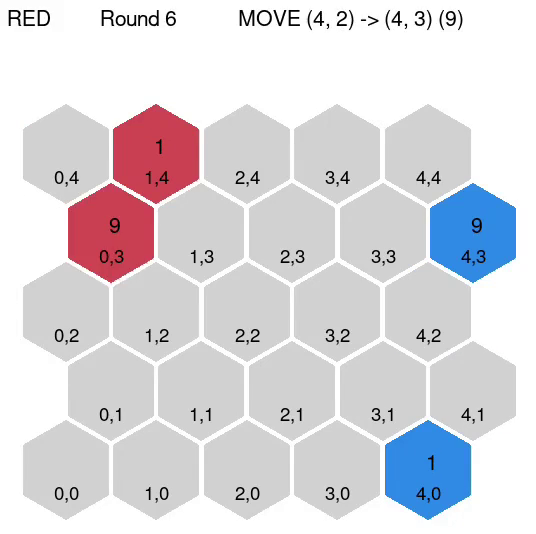 RED Round 6 MOVE (4, 2) -> (4, 3) (9)
1
0,4 1,4 2,4 3,4 4,4
9 9
0,3 1,3 2,3 3,3 4,3
0,2 1,2 2,2 3,2 4,2
0,1 1,1 2,1 3,1 4,1
1
0,0 1,0 2,0 3,0 4,0